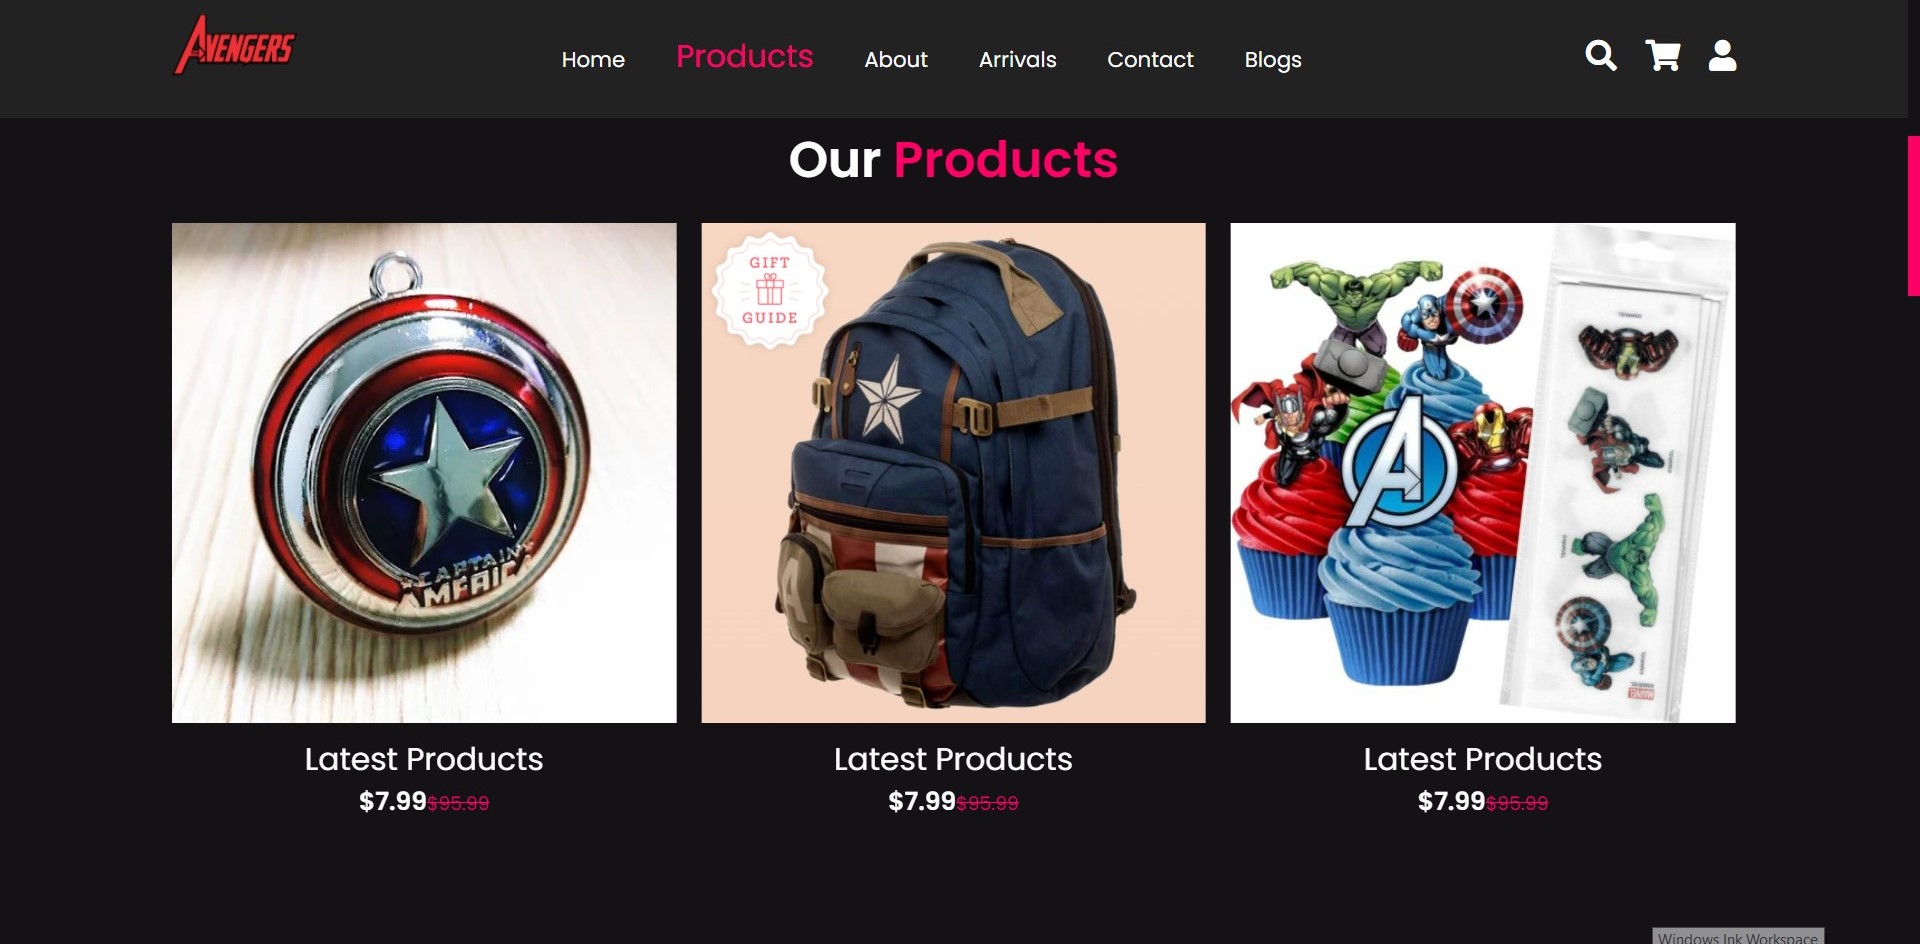 AVENGERS
Home Products About Arrivals Contact Blogs
Our Products
GIFT
GUIDE
CAPTAIN
AMERICA
A
A
MARVEL
Latest Products
$7.99$95.99
Latest Products
$7.99$95.99
Latest Products
$7.99$95.99
Windows Ink Workspace